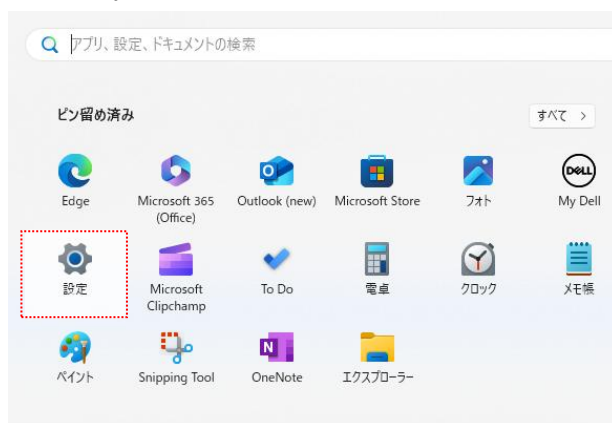 アプリ、設定、ドキュメントの検索
ピン留め済み
すべて >
Edge
Microsoft 365
(Office)
Outlook (new)
Microsoft Store
フォト
DELL
My Dell
設定
Microsoft
Clipchamp
To Do
電卓
クロック
メモ帳
ペイント
Snipping Tool
N
OneNote
エクスプローラー